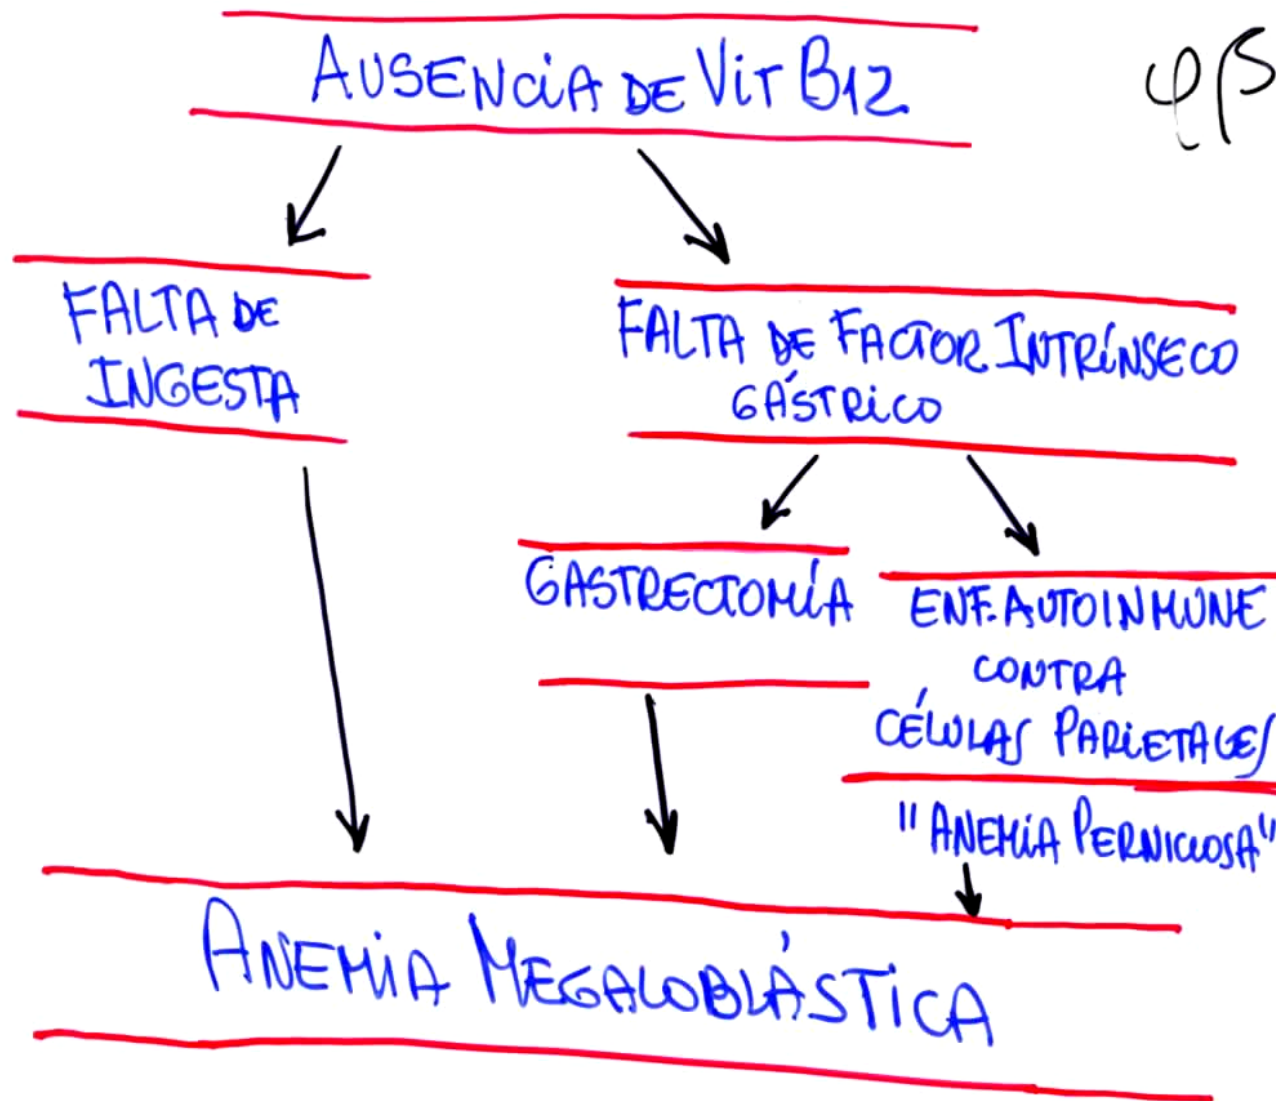 AUSENCIA DE VIT B12
φβ
FALTA DE
INGESTA
FALTA DE FACTOR INTRÍNSECO
GÁSTRICO
GASTRECTOMÍA
ENF. AUTOINMUNE
CONTRA
CÉLULAS PARIETALES
"ANEMIA PERNICIOSA"
ANEMIA MEGALOBLÁSTICA